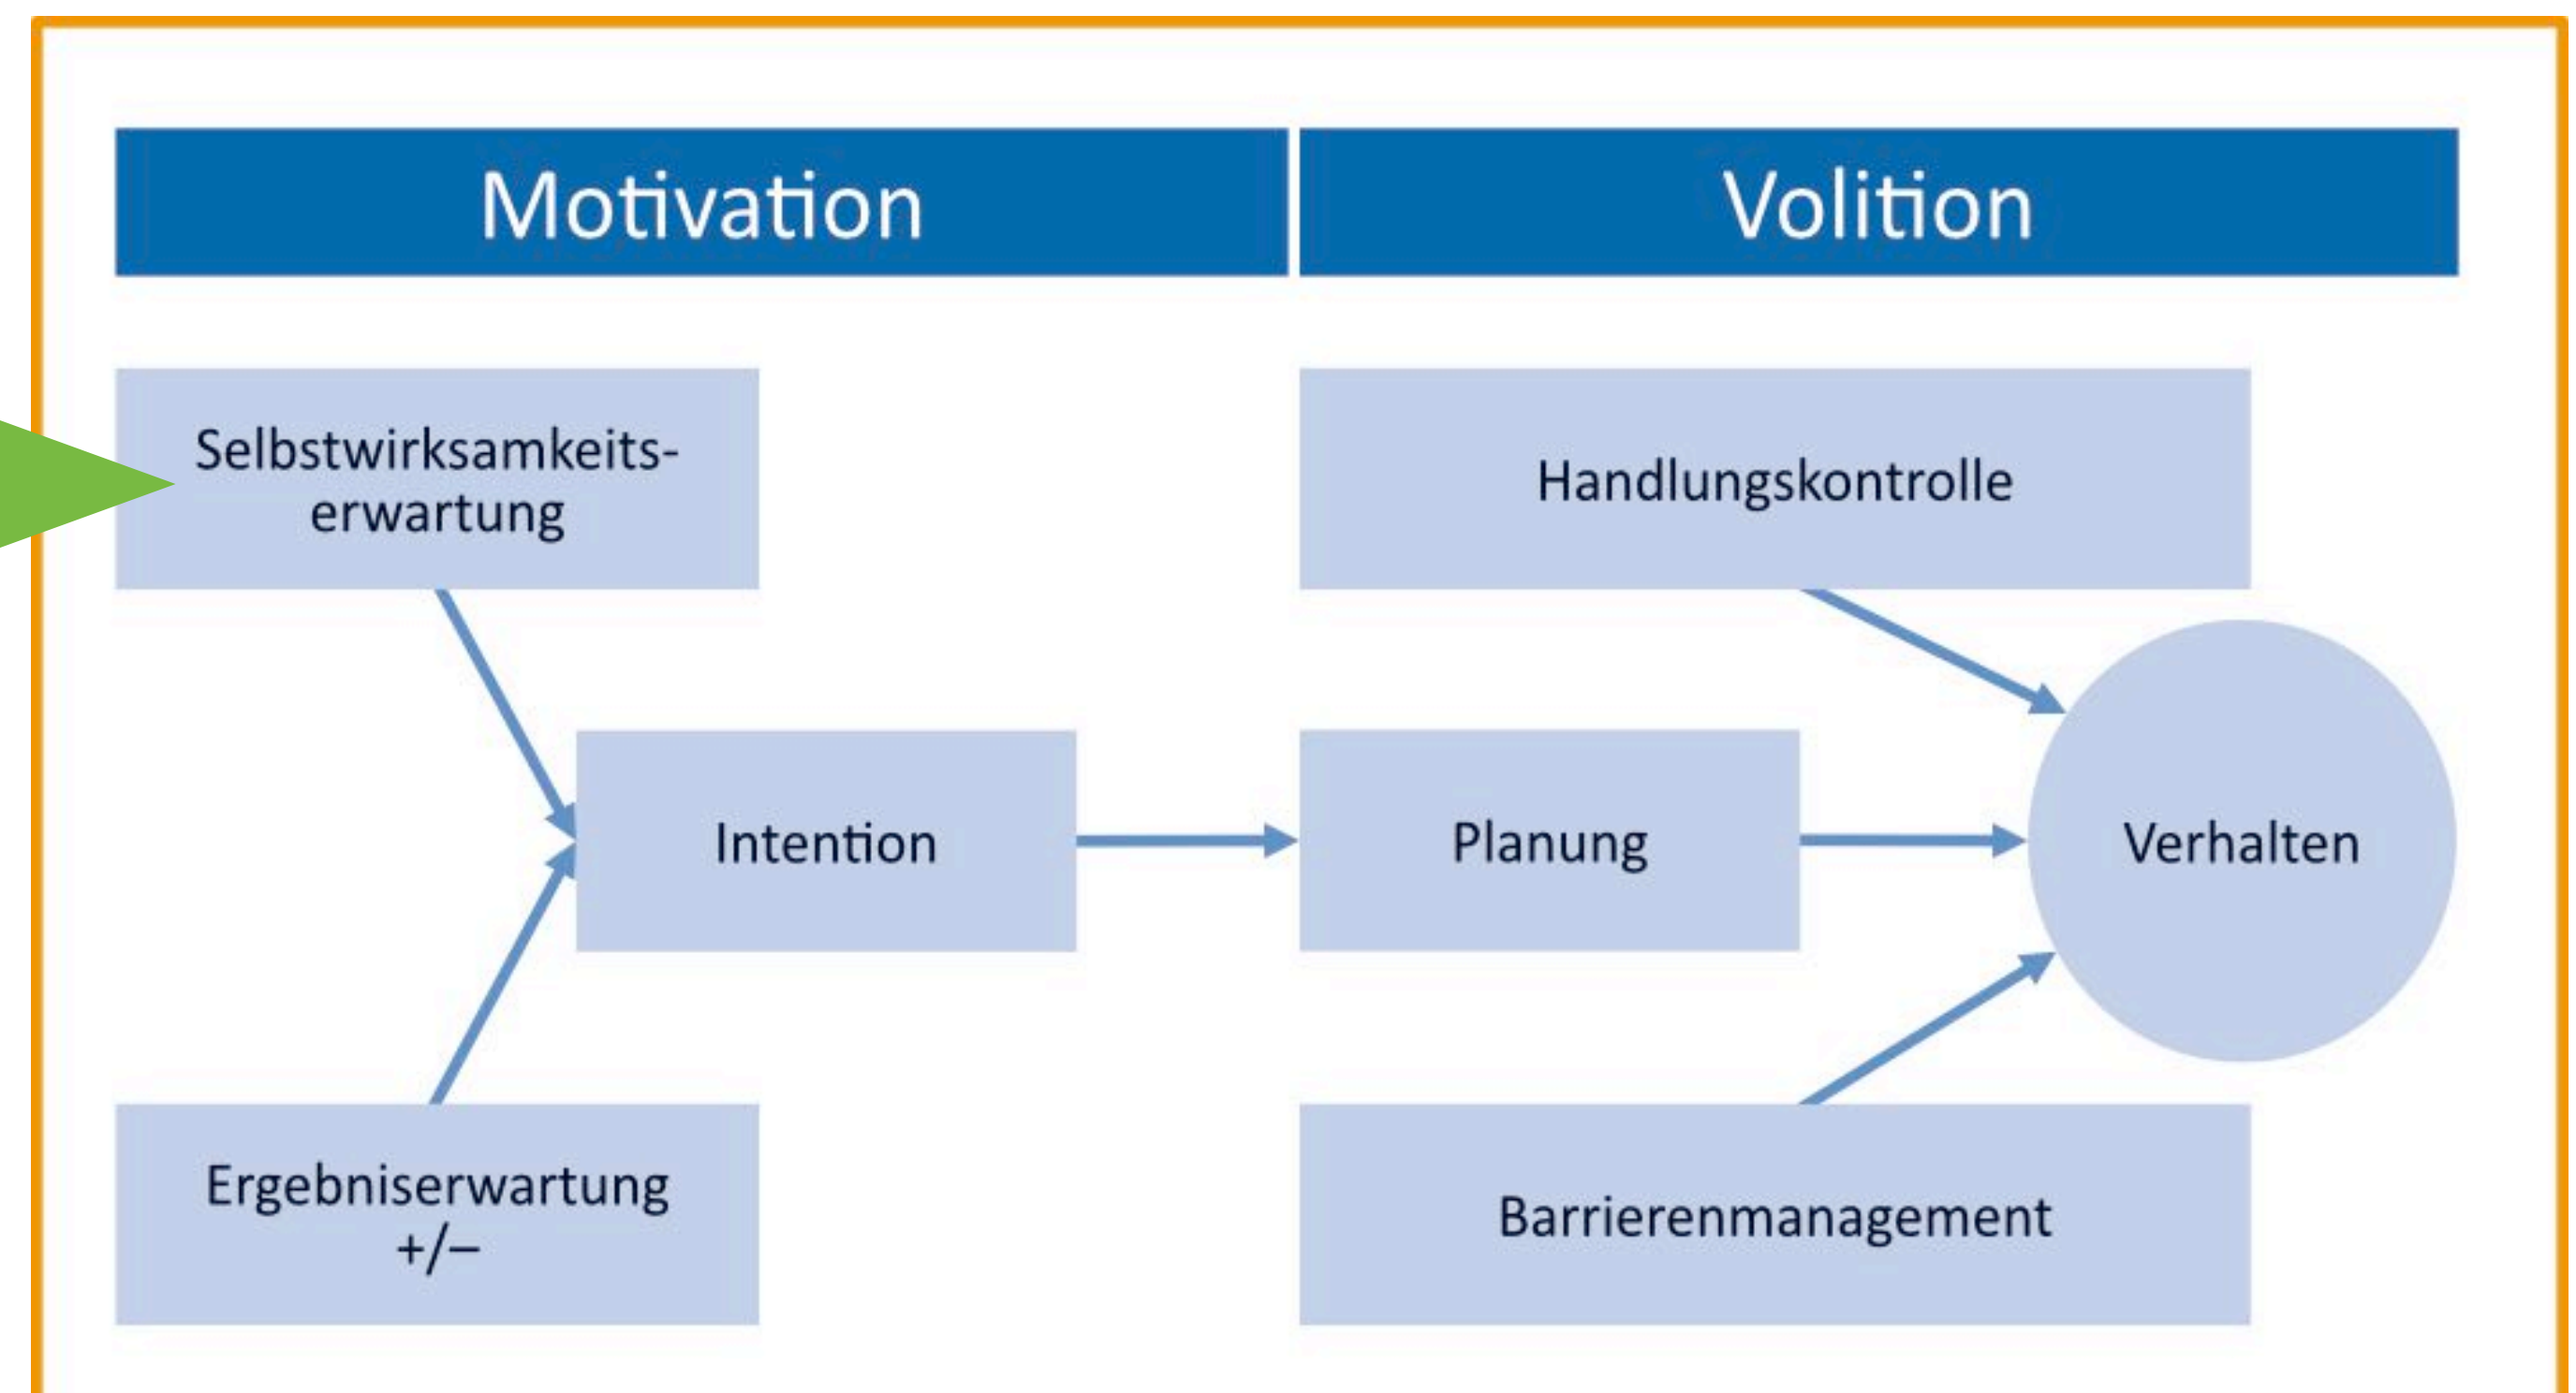 Motivation
Volition
Selbstwirksamkeits-
erwartung
Handlungskontrolle
Intention
Planung
Verhalten
Ergebniserwartung
+/–
Barrierenmanagement